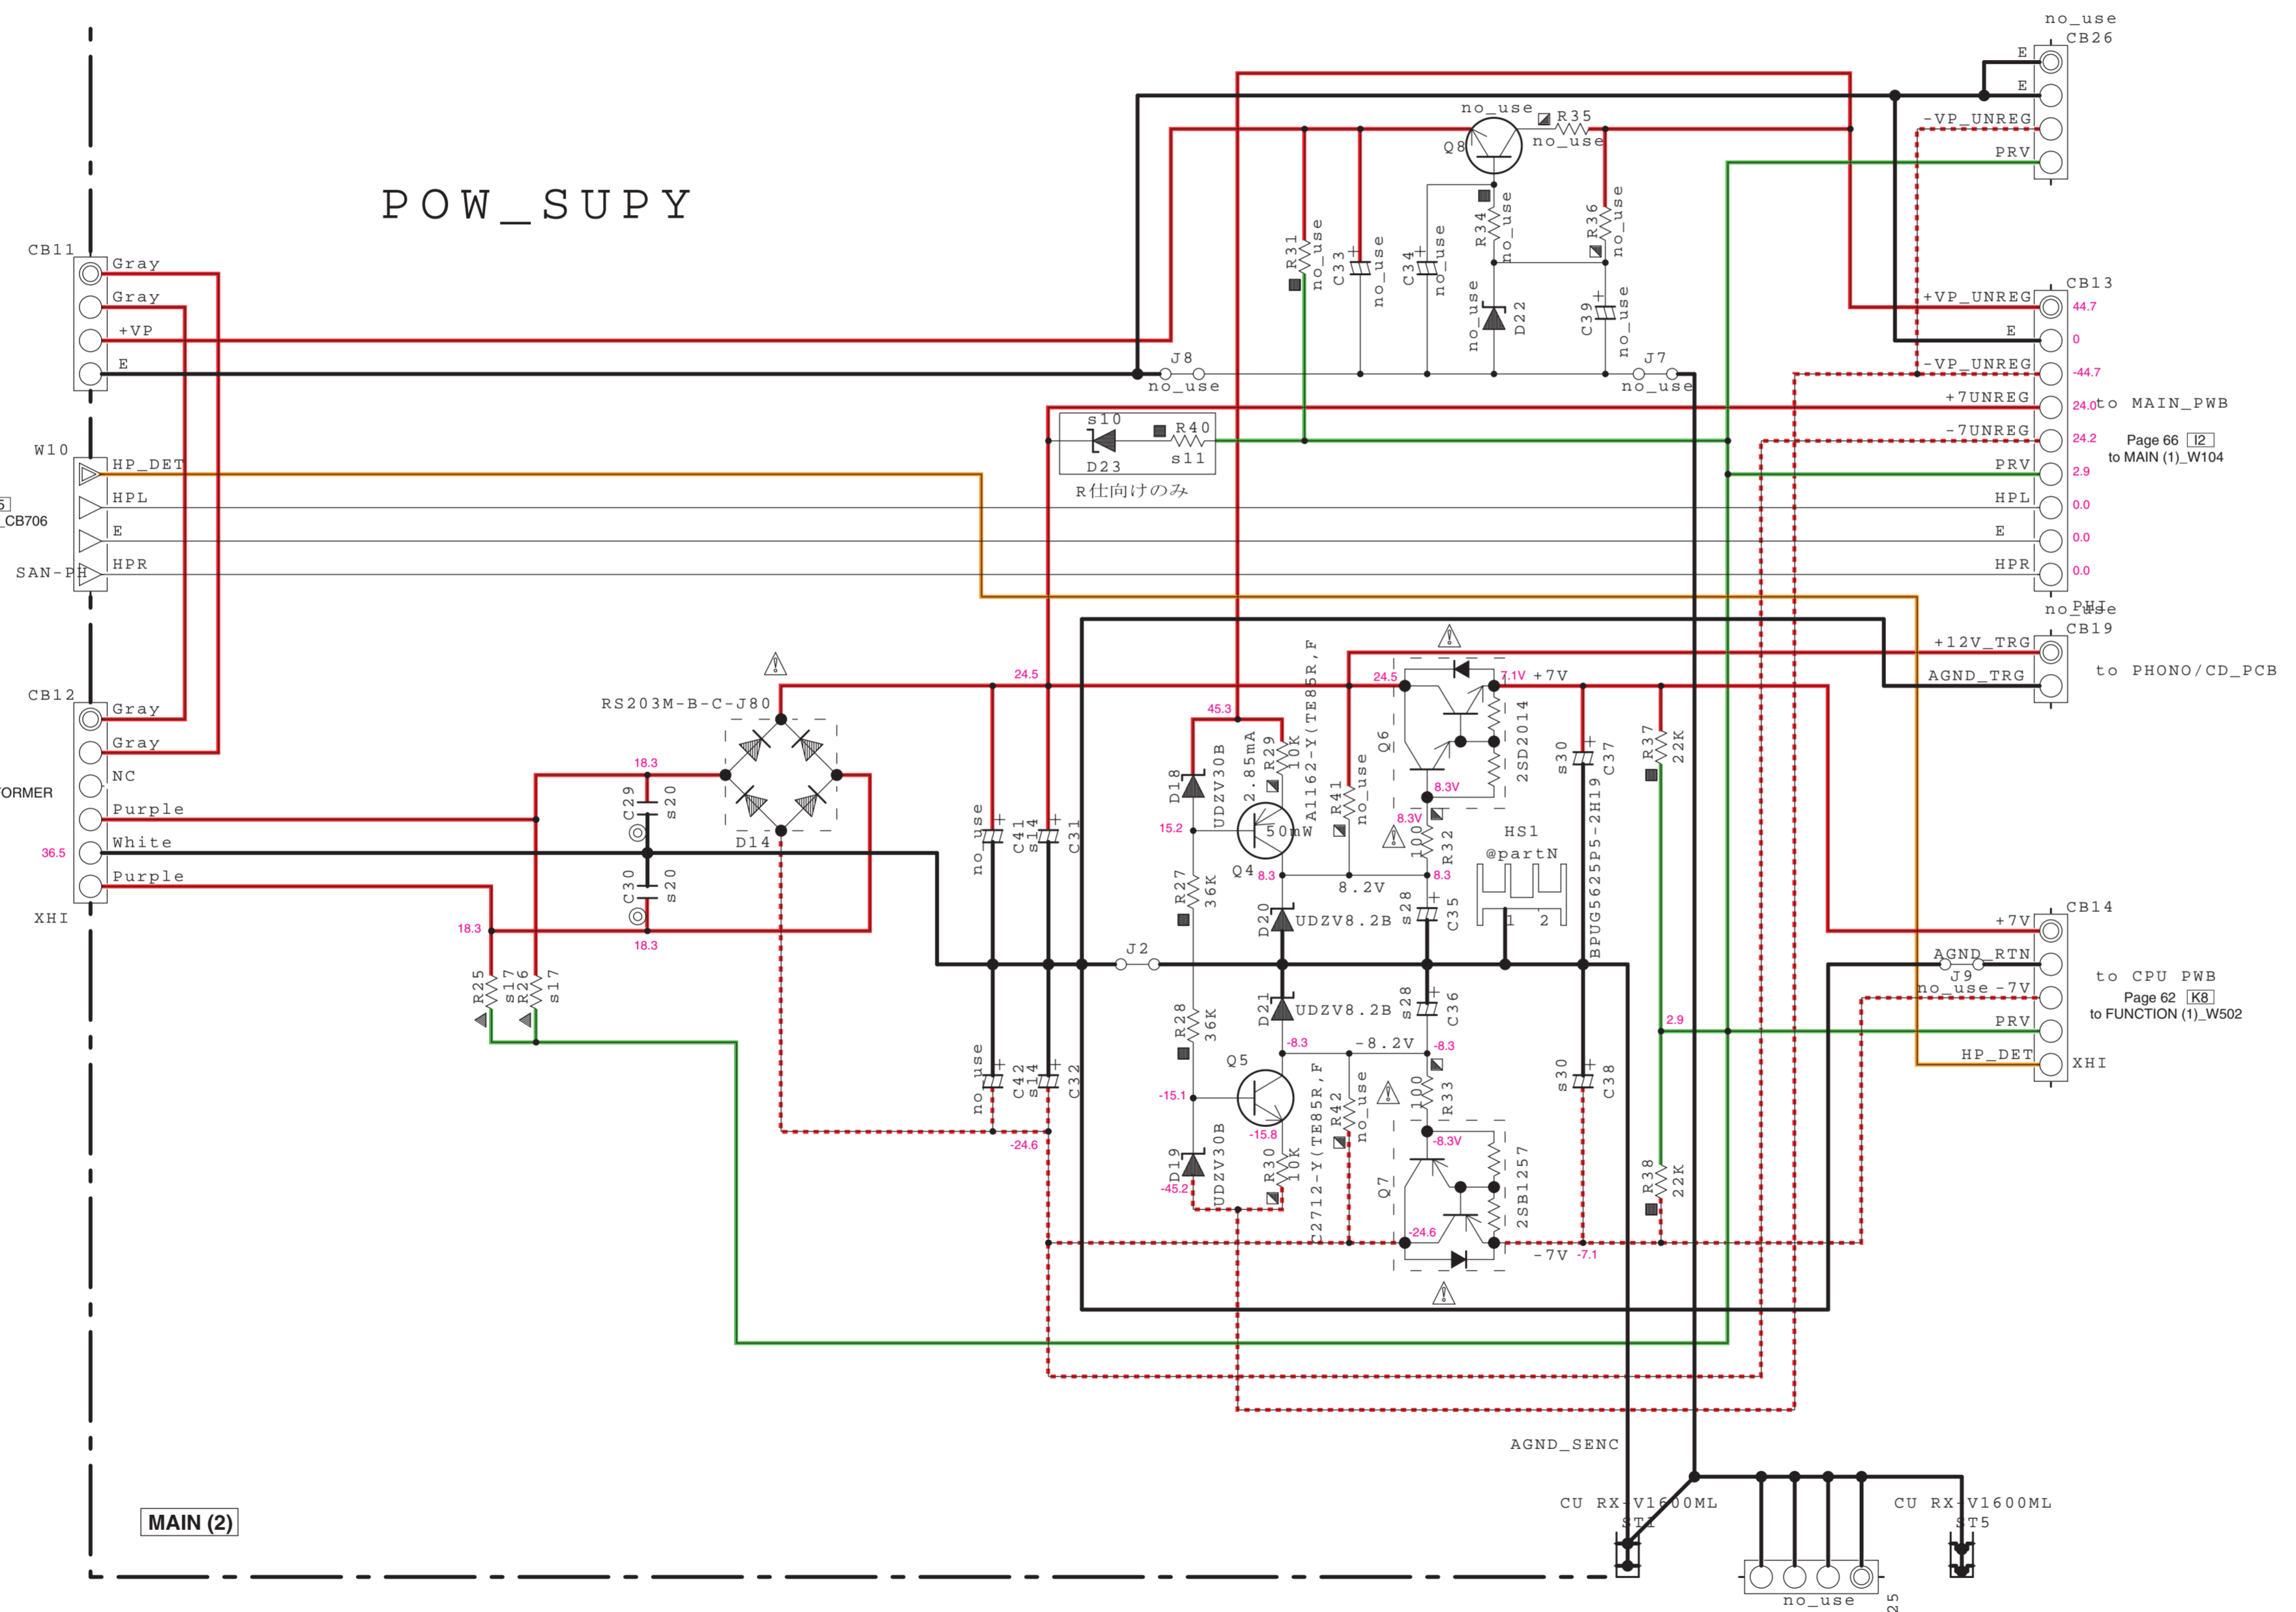 POW_SUPY
no_use
CB26
E
E
-VP_UNREG
PRV
no_use
Q8
R35
no_use
R31
no_use
C33
no_use
C34
no_use
R34
no_use
R36
no_use
no_use
D22
C39
no_use
J8
no_use
J7
no_use
CB11
Gray
Gray
+VP
E
CB13
+VP_UNREG
44.7
E
0
-VP_UNREG
-44.7
+7UNREG
24.0
to MAIN_PWB
-7UNREG
24.2
Page 66 I2
to MAIN (1)_W104
PRV
2.9
HPL
0.0
E
0.0
HPR
0.0
PHI
s10
R40
D23
s11
R仕向けのみ
W10
HP_DET
HPL
E
HPR
SAN-PH
5
_CB706
no_use
CB19
+12V_TRG
AGND_TRG
to PHONO/CD_PCB
CB12
Gray
Gray
NC
ORMER
Purple
White
36.5
Purple
XHI
RS203M-B-C-J80
D14
18.3
C29
s20
C30
s20
18.3
18.3
R25
s17
R26
s17
24.5
no_use
C41
s14
C31
no_use
C42
s14
C32
-24.6
J2
45.3
D18
UDZV30B
2.85mA
R29
10K
A1162-Y(TE85R,F
15.2
50mW
Q4
8.3
R27
36K
8.2V
D20
UDZV8.2B
R41
no_use
24.5
7.1V
+7V
Q6
2SD2014
8.3V
8.3V
100
R32
8.3
s28
C35
HS1
@partN
1
2
s30
C37
BPUG5625P5-2H19
R37
22K
R28
36K
D21
UDZV8.2B
s28
C36
-8.3
-8.2V
-8.3
Q5
-15.1
-15.8
D19
UDZV30B
-45.2
R30
10K
C2712-Y(TE85R,F
R42
no_use
100
R33
-8.3V
Q7
2SB1257
-24.6
-7V
-7.1
s30
C38
2.9
R38
22K
CB14
+7V
AGND_RTN
J9
no_use
-7V
PRV
HP_DET
XHI
to CPU PWB
Page 62 K8
to FUNCTION (1)_W502
AGND_SENC
CU RX-V1600ML
ST1
CU RX-V1600ML
ST5
no_use
25
MAIN (2)